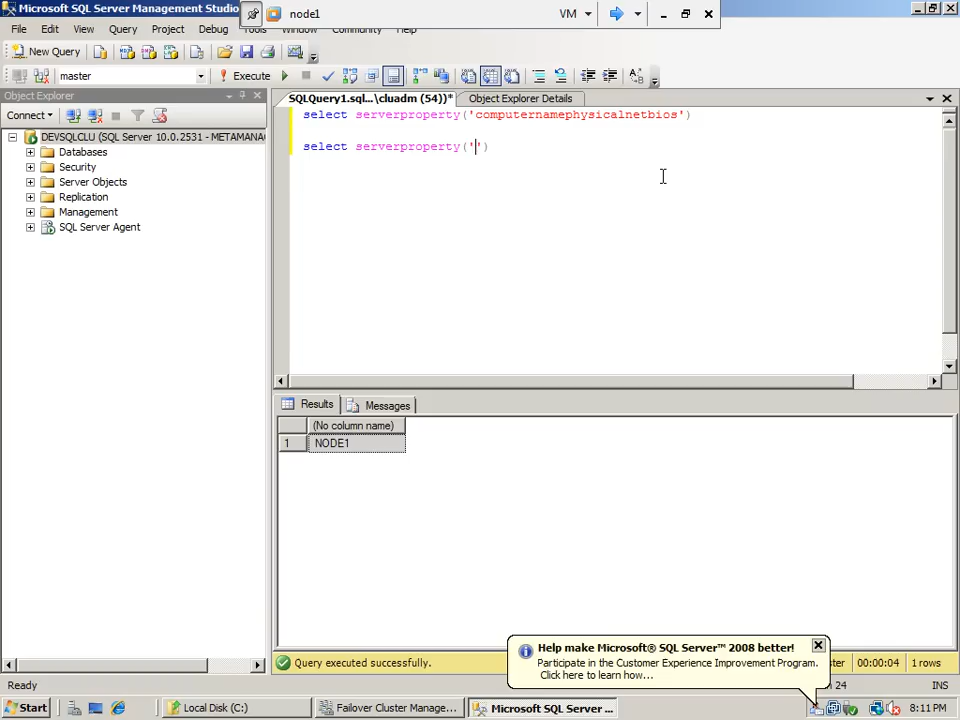 Microsoft SQL Server Management Studio
node1
VM
File Edit View Query Project Debug Tools Window Community Help
New Query
master
Execute
Object Explorer
SQLQuery1.sql...\cluadm (54))*
Object Explorer Details
Connect
DEVSQLCLU (SQL Server 10.0.2531 - METAMANA
Databases
Security
Server Objects
Replication
Management
SQL Server Agent
select serverproperty('computernamephysicalnetbios')
select serverproperty('')
Results
Messages
(No column name)
1 NODE1
Help make Microsoft® SQL Server™ 2008 better!
Participate in the Customer Experience Improvement Program.
Click here to learn how...
Query executed successfully.
00:00:04
1 rows
Ready
24
INS
Start
Local Disk (C:)
Failover Cluster Manage...
Microsoft SQL Server ...
8:11 PM